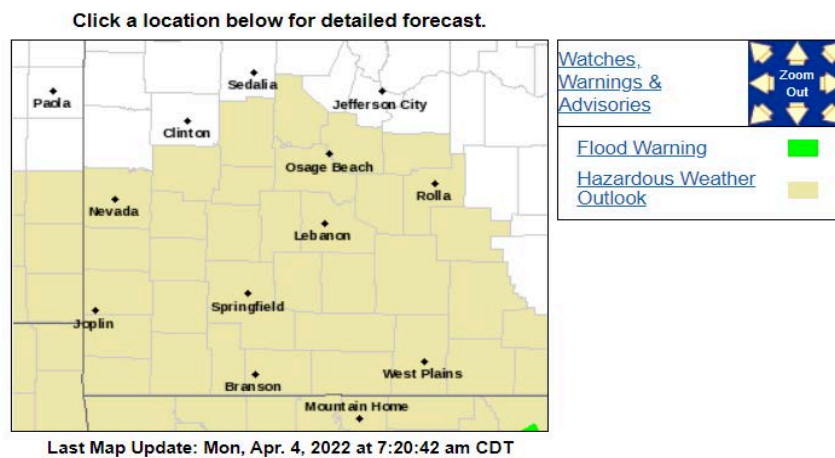 Click a location below for detailed forecast.
Sedalia
Paola
Jefferson City
Clinton
Osage Beach
Nevada
Rolla
Lebanon
Springfield
Joplin
West Plains
Branson
Mountain Home
Last Map Update: Mon, Apr. 4, 2022 at 7:20:42 am CDT
Watches,
Warnings &
Advisories
Zoom
Out
Flood Warning
Hazardous Weather
Outlook